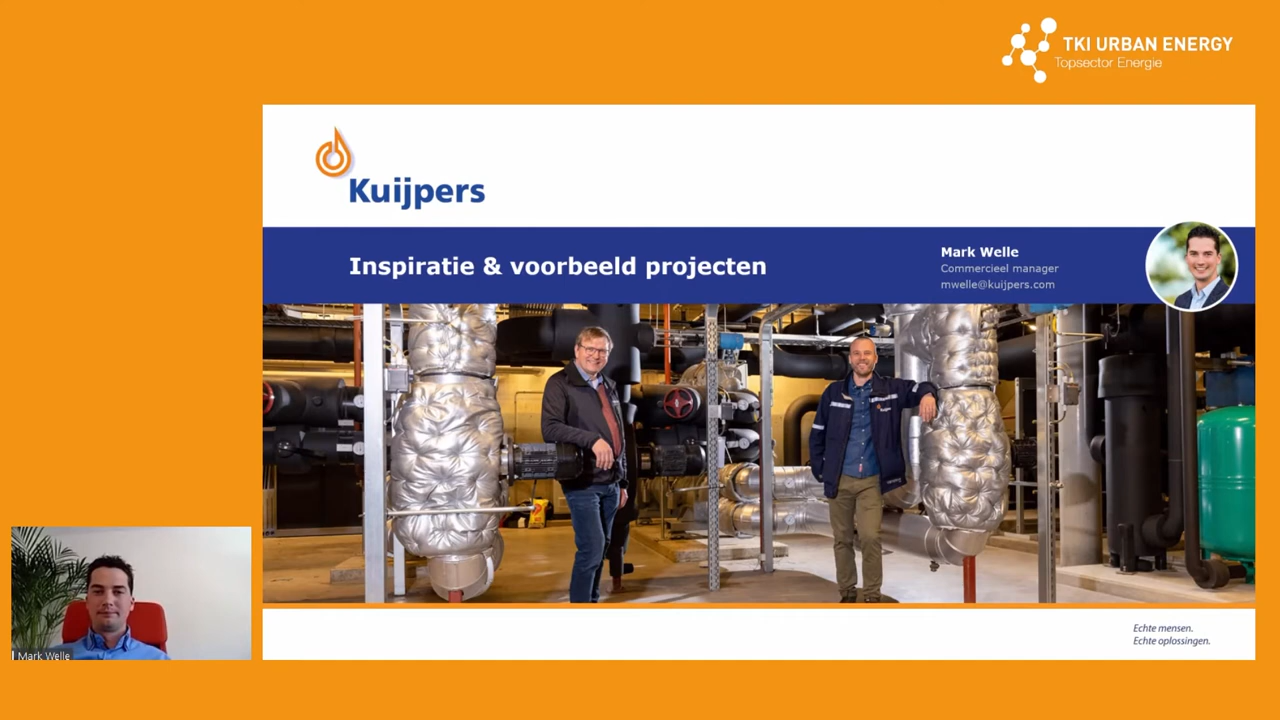 TKI URBAN ENERGY
Topsector Energie
Kuijpers
Inspiratie & voorbeeld projecten
Mark Welle
Commercieel manager
mwelle@kuijpers.com
Echte mensen.
Echte oplossingen.
Mark Welle